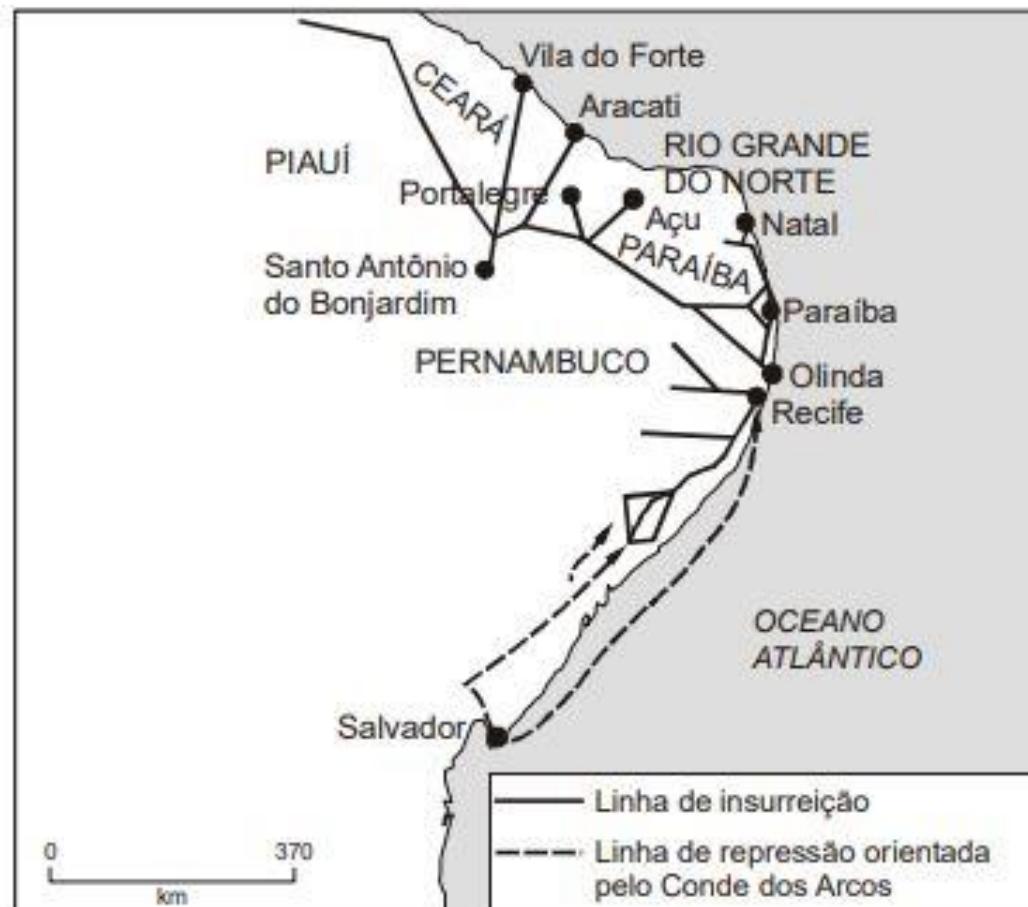 Vila do Forte
CEARÁ
Aracati
PIAUÍ
RIO GRANDE
DO NORTE
Portalegre
Açu
Natal
PARAÍBA
Santo Antônio
do Bonjardim
Paraíba
PERNAMBUCO
Olinda
Recife
OCEANO
ATLÂNTICO
Salvador
Linha de insurreição
Linha de repressão orientada
pelo Conde dos Arcos
0 370
km